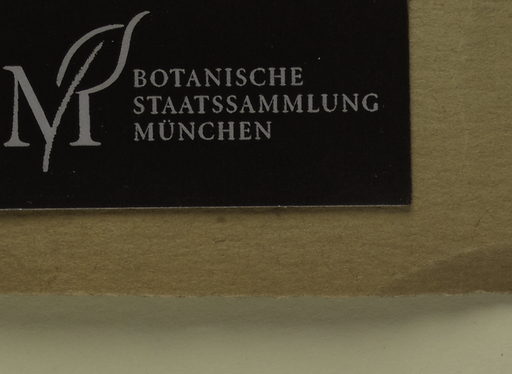 M
BOTANISCHE
STAATSSAMMLUNG
MÜNCHEN